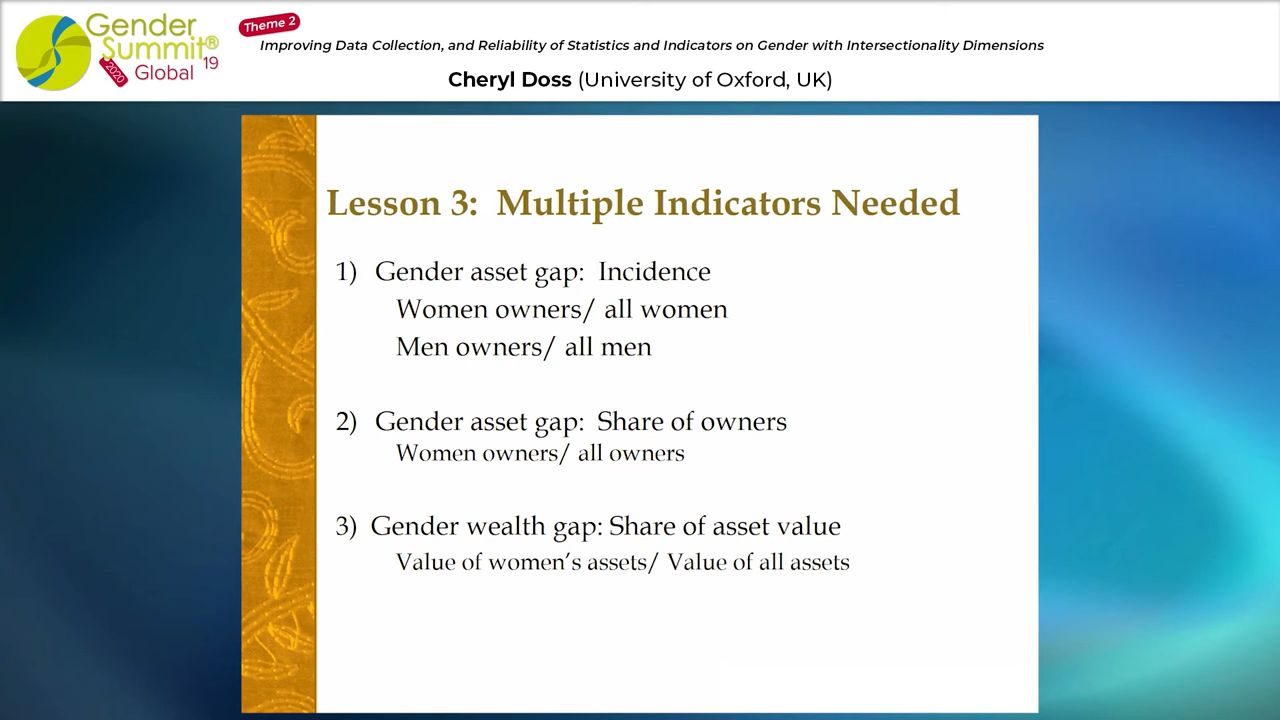 Gender
Summit®
Global 19
2020
Theme 2
Improving Data Collection, and Reliability of Statistics and Indicators on Gender with Intersectionality Dimensions
Cheryl Doss (University of Oxford, UK)
Lesson 3: Multiple Indicators Needed
1) Gender asset gap: Incidence
Women owners/ all women
Men owners/ all men
2) Gender asset gap: Share of owners
Women owners/ all owners
3) Gender wealth gap: Share of asset value
Value of women's assets/ Value of all assets